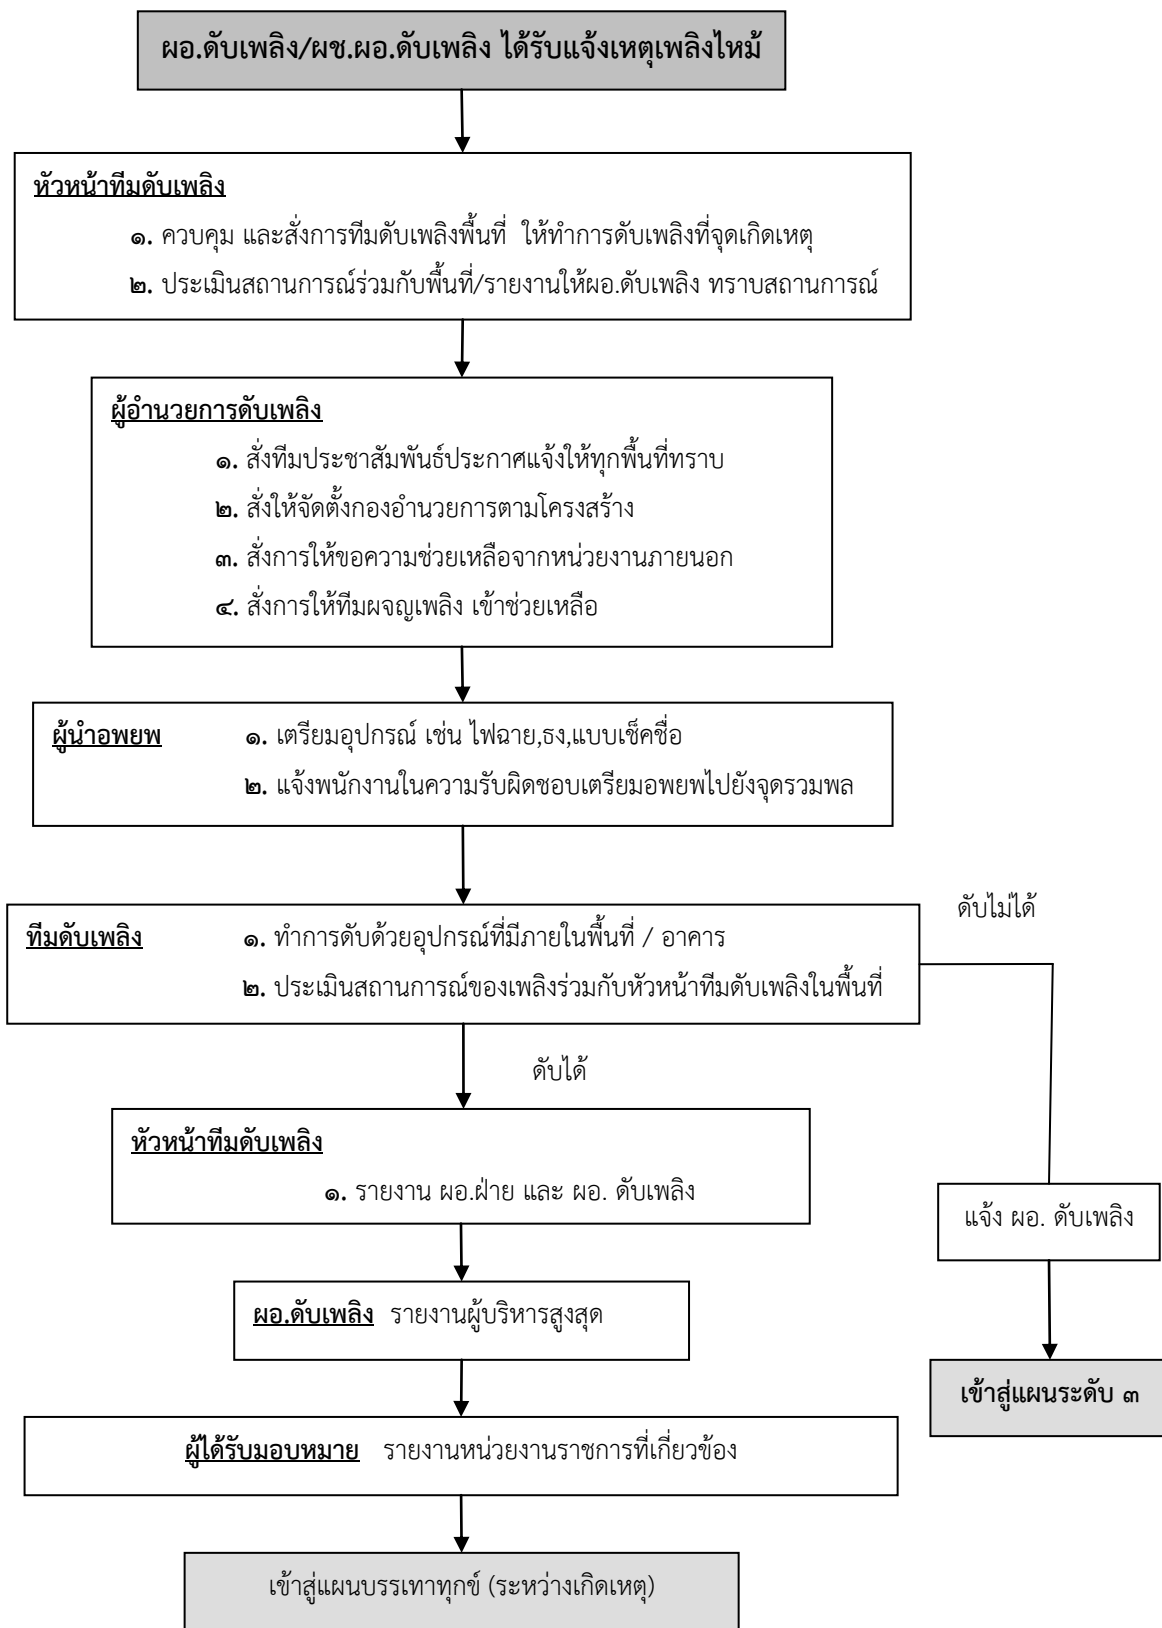 ผอ.ดับเพลิง/ผช.ผอ.ดับเพลิง ได้รับแจ้งเหตุเพลิงไหม้
หัวหน้าทีมดับเพลิง
๑. ควบคุม และสั่งการทีมดับเพลิงพื้นที่ ให้ทำการดับเพลิงที่จุดเกิดเหตุ
๒. ประเมินสถานการณ์ร่วมกับพื้นที่/รายงานให้ผอ.ดับเพลิง ทราบสถานการณ์
ผู้อำนวยการดับเพลิง
๑. สั่งทีมประชาสัมพันธ์ประกาศแจ้งให้ทุกพื้นที่ทราบ
๒. สั่งให้จัดตั้งกองอำนวยการตามโครงสร้าง
๓. สั่งการให้ขอความช่วยเหลือจากหน่วยงานภายนอก
๔. สั่งการให้ทีมผจญเพลิง เข้าช่วยเหลือ
ผู้นำอพยพ ๑. เตรียมอุปกรณ์ เช่น ไฟฉาย,ธง,แบบเช็คชื่อ
๒. แจ้งพนักงานในความรับผิดชอบเตรียมอพยพไปยังจุดรวมพล
ดับไม่ได้
ทีมดับเพลิง ๑. ทำการดับด้วยอุปกรณ์ที่มีภายในพื้นที่ / อาคาร
๒. ประเมินสถานการณ์ของเพลิงร่วมกับหัวหน้าทีมดับเพลิงในพื้นที่
ดับได้
หัวหน้าทีมดับเพลิง
๑. รายงาน ผอ.ฝ่าย และ ผอ. ดับเพลิง
แจ้ง ผอ. ดับเพลิง
ผอ.ดับเพลิง รายงานผู้บริหารสูงสุด
เข้าสู่แผนระดับ ๓
ผู้ได้รับมอบหมาย รายงานหน่วยงานราชการที่เกี่ยวข้อง
เข้าสู่แผนบรรเทาทุกข์ (ระหว่างเกิดเหตุ)